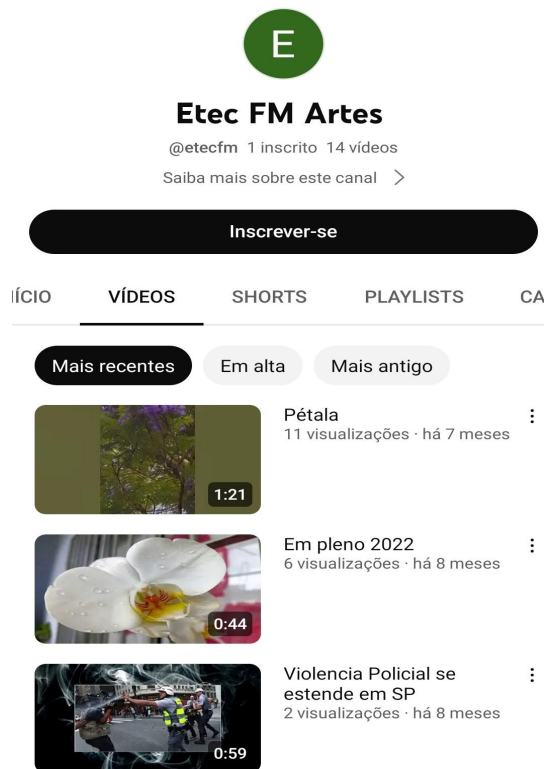 E
Etec FM Artes
@etecfm 1 inscrito 14 vídeos
Saiba mais sobre este canal
Inscrever-se
ÍCIO VÍDEOS SHORTS PLAYLISTS CA
Mais recentes Em alta Mais antigo
Pétala
11 visualizações · há 7 meses
1:21
Em pleno 2022
6 visualizações · há 8 meses
0:44
Violencia Policial se
estende em SP
2 visualizações · há 8 meses
0:59